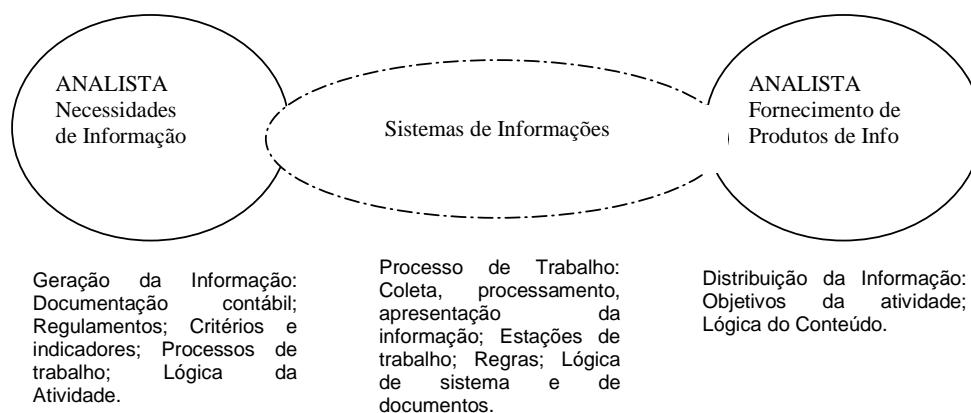 ANALISTA
Necessidades
de Informação
Sistemas de Informações
ANALISTA
Fornecimento de
Produtos de Info
Geração da Informação:
Documentação contábil;
Regulamentos; Critérios e
indicadores; Processos de
trabalho; Lógica da
Atividade.
Processo de Trabalho:
Coleta, processamento,
apresentação da
informação; Estações de
trabalho; Regras; Lógica
de sistema e de
documentos.
Distribuição da Informação:
Objetivos da atividade;
Lógica do Conteúdo.